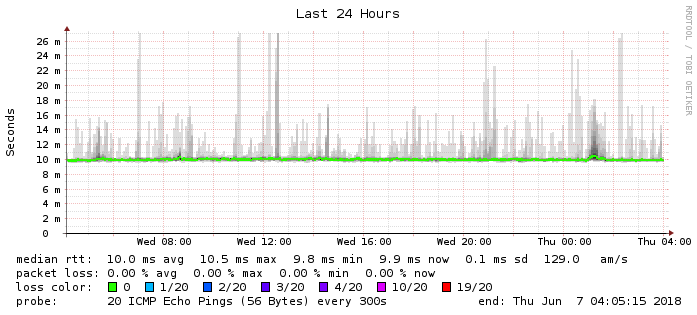 Last 24 Hours
RRDTOOL / TOBI OETIKER
Seconds
26 m
24 m
22 m
20 m
18 m
16 m
14 m
12 m
10 m
8 m
6 m
4 m
2 m
0
Wed 08:00 Wed 12:00 Wed 16:00 Wed 20:00 Thu 00:00 Thu 04:00
median rtt: 10.0 ms avg 10.5 ms max 9.8 ms min 9.9 ms now 0.1 ms sd 129.0 am/s
packet loss: 0.00 % avg 0.00 % max 0.00 % min 0.00 % now
loss color: 0 1/20 2/20 3/20 4/20 10/20 19/20
probe: 20 ICMP Echo Pings (56 Bytes) every 300s end: Thu Jun 7 04:05:15 2018